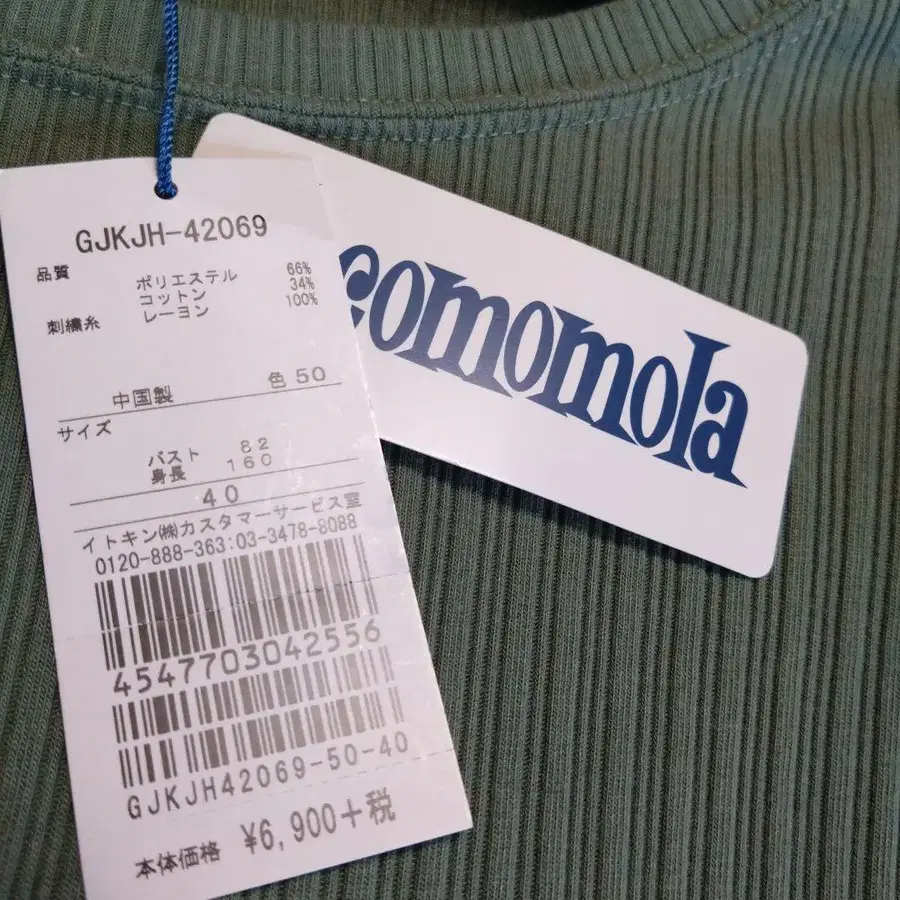 GJKJH-42069
品質
ポリエステル 66%
コットン 34%
刺繍糸 レーヨン 100%
中国製 色 50
サイズ
バスト 82
身長 160
40
イトキン㈱カスタマーサービス室
0120-888-363:03-3478-8088
4547703042556
GJKJH42069-50-40
本体価格 ¥6,900+税
comomola